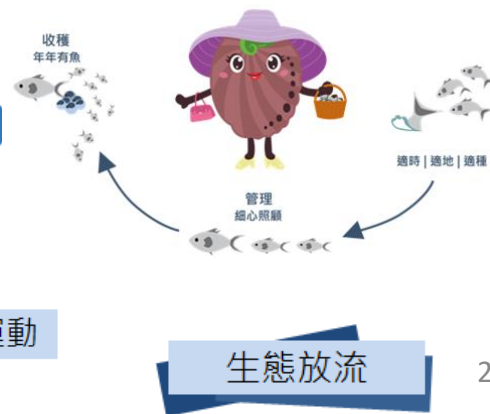 收穫
年年有魚
適時 | 適地 | 適種
管理
細心照顧
動
生態放流
2